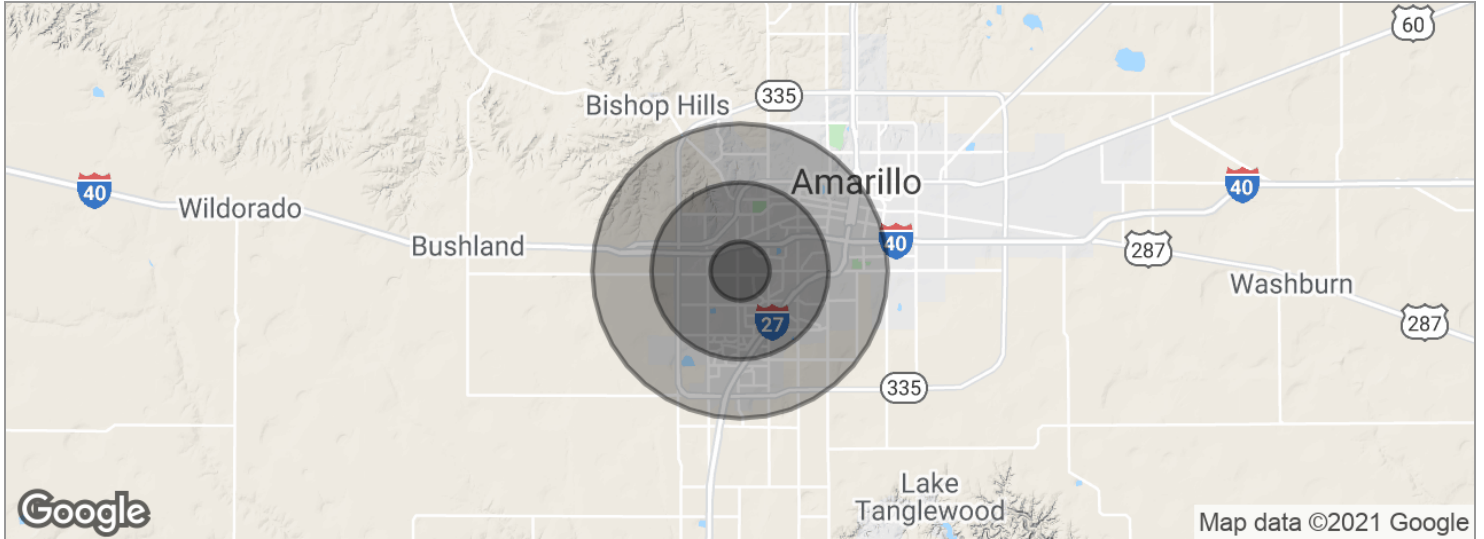 60
335
Bishop Hills
Amarillo
40
40
Wildorado
Bushland
40
287
Washburn
27
287
335
Lake
Tanglewood
Google
Map data ©2021 Google